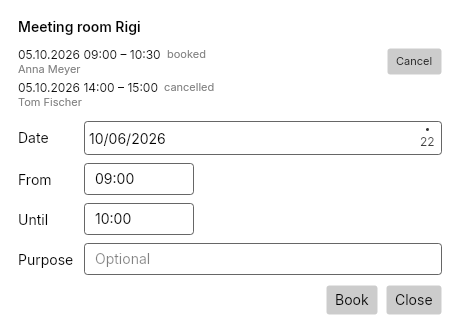 Meeting room Rigi
05.10.2026 09:00 – 10:30 booked
Anna Meyer
Cancel
05.10.2026 14:00 – 15:00 cancelled
Tom Fischer
Date 10/06/2026 22
From 09:00
Until 10:00
Purpose Optional
Book Close